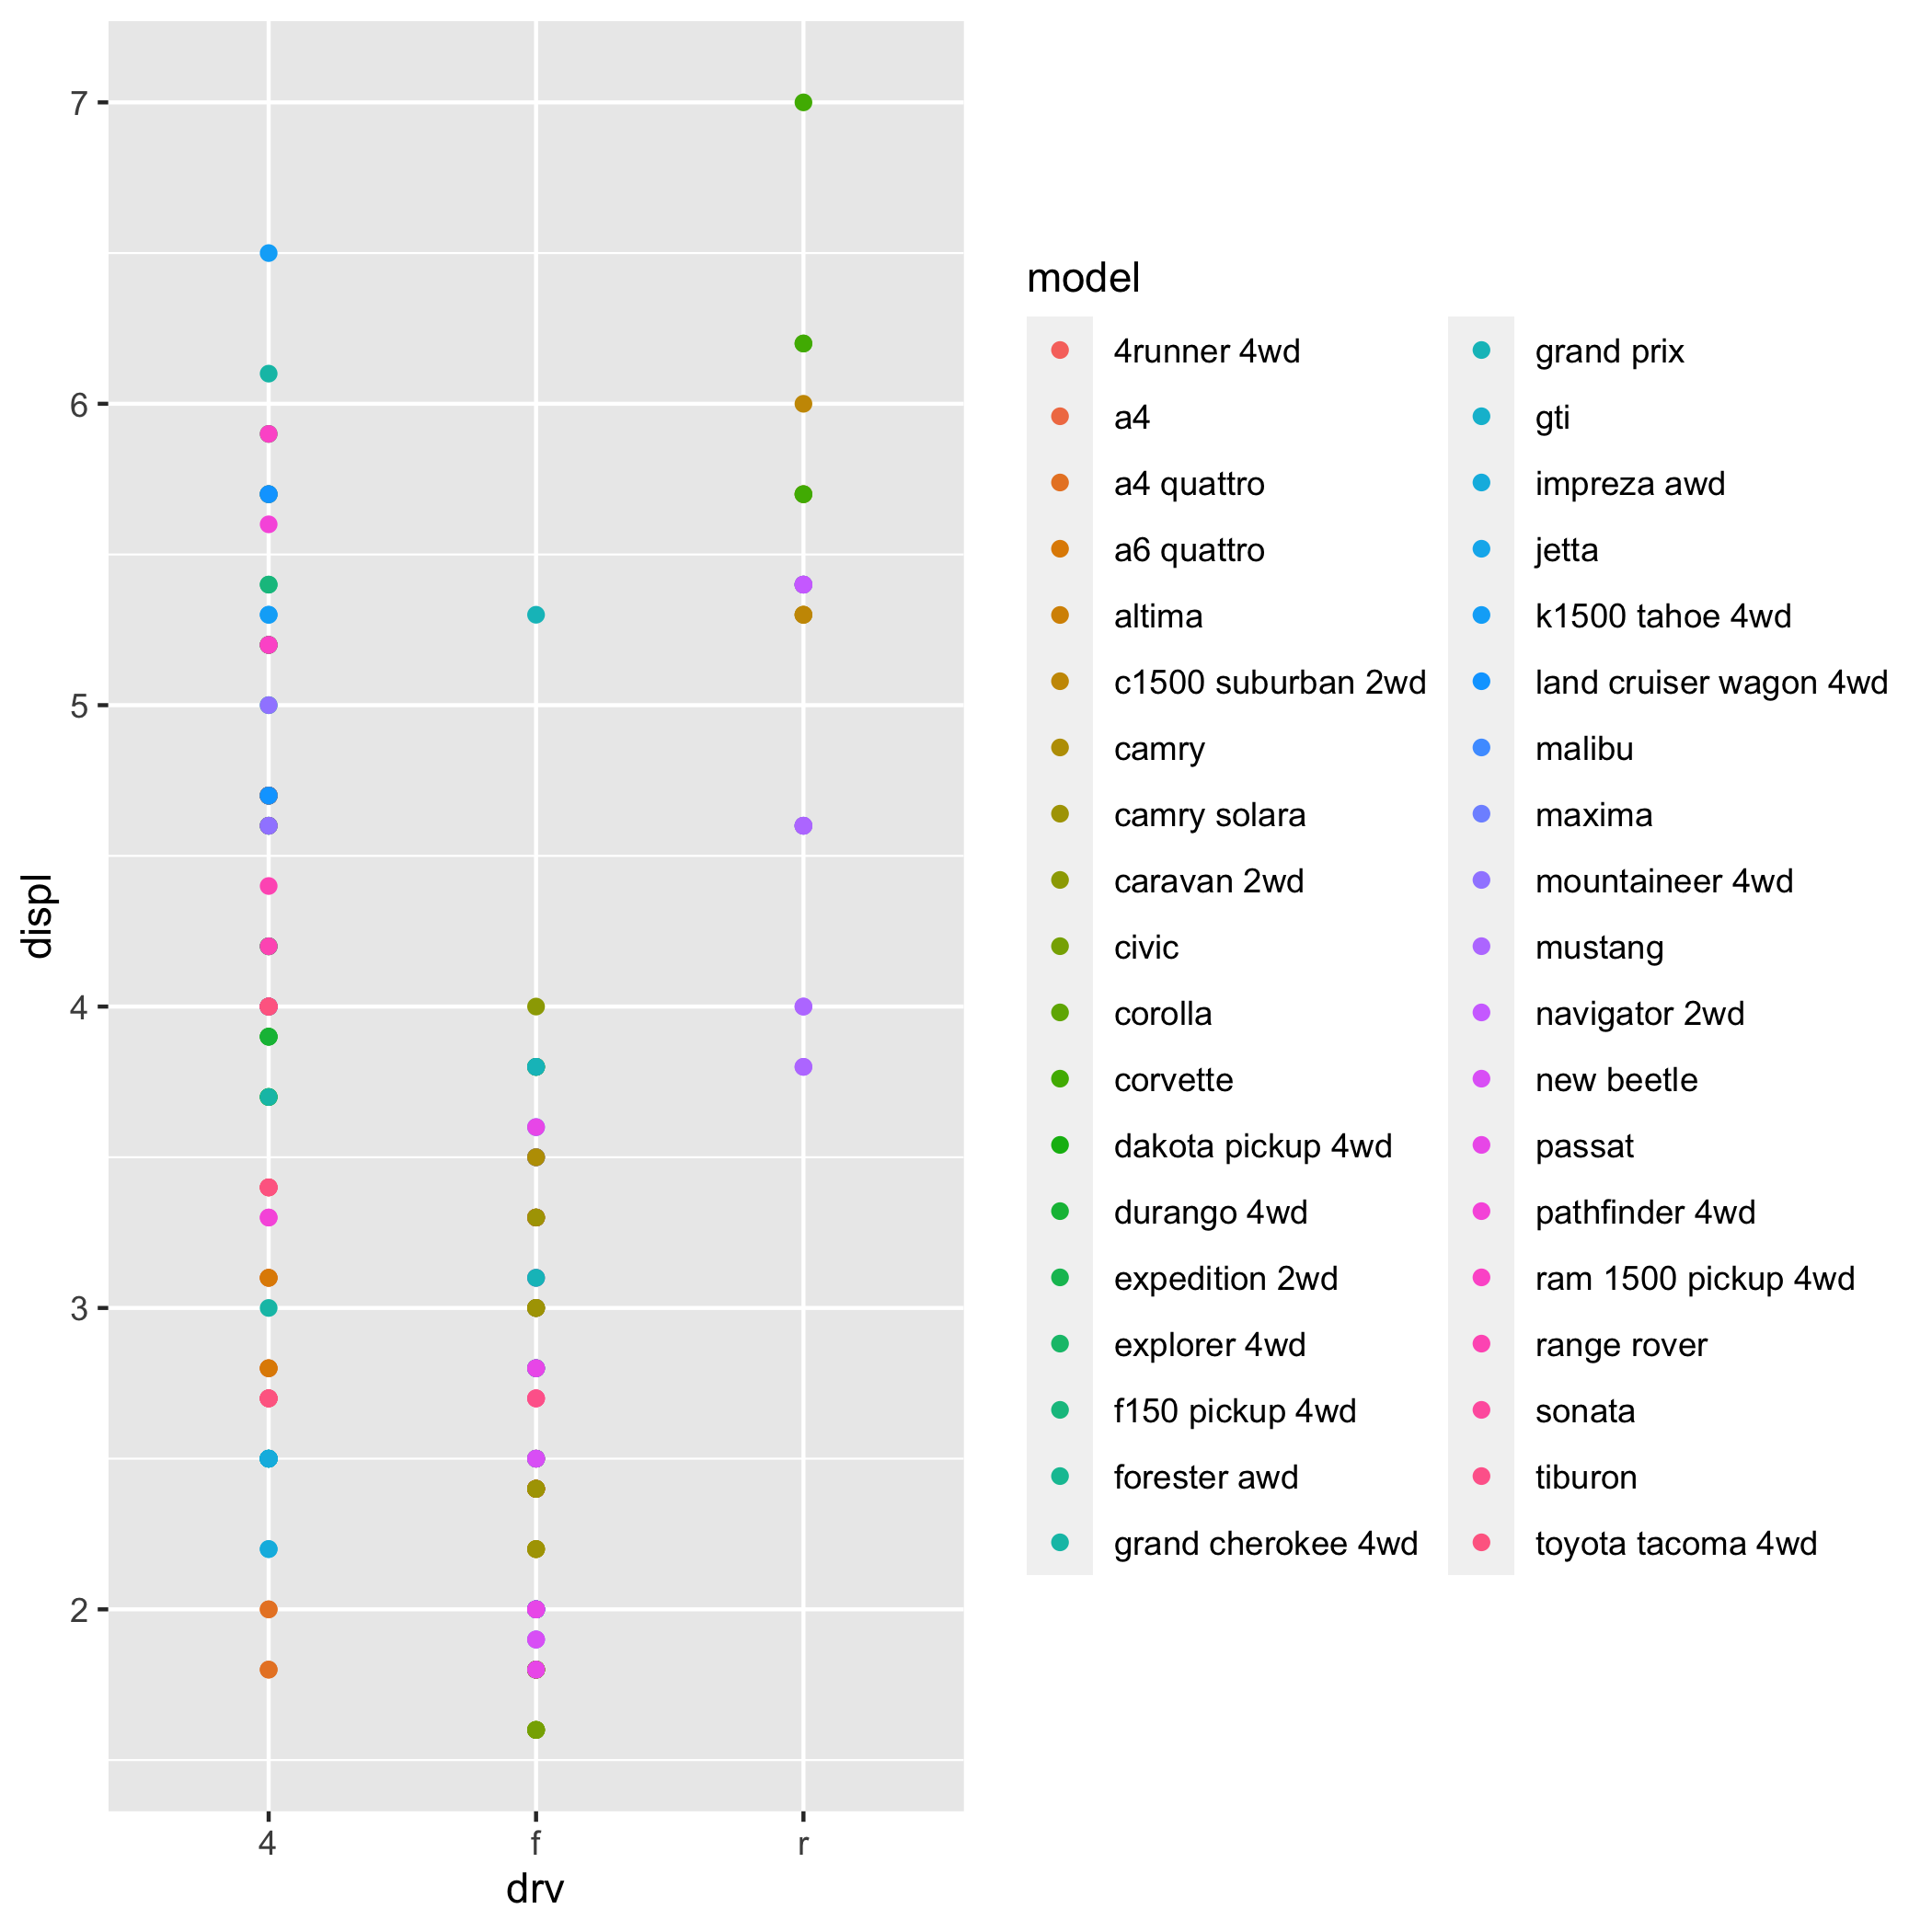 7
6
5
4
3
2
displ
4 f r
drv
model
4runner 4wd
a4
a4 quattro
a6 quattro
altima
c1500 suburban 2wd
camry
camry solara
caravan 2wd
civic
corolla
corvette
dakota pickup 4wd
durango 4wd
expedition 2wd
explorer 4wd
f150 pickup 4wd
forester awd
grand cherokee 4wd
grand prix
gti
impreza awd
jetta
k1500 tahoe 4wd
land cruiser wagon 4wd
malibu
maxima
mountaineer 4wd
mustang
navigator 2wd
new beetle
passat
pathfinder 4wd
ram 1500 pickup 4wd
range rover
sonata
tiburon
toyota tacoma 4wd